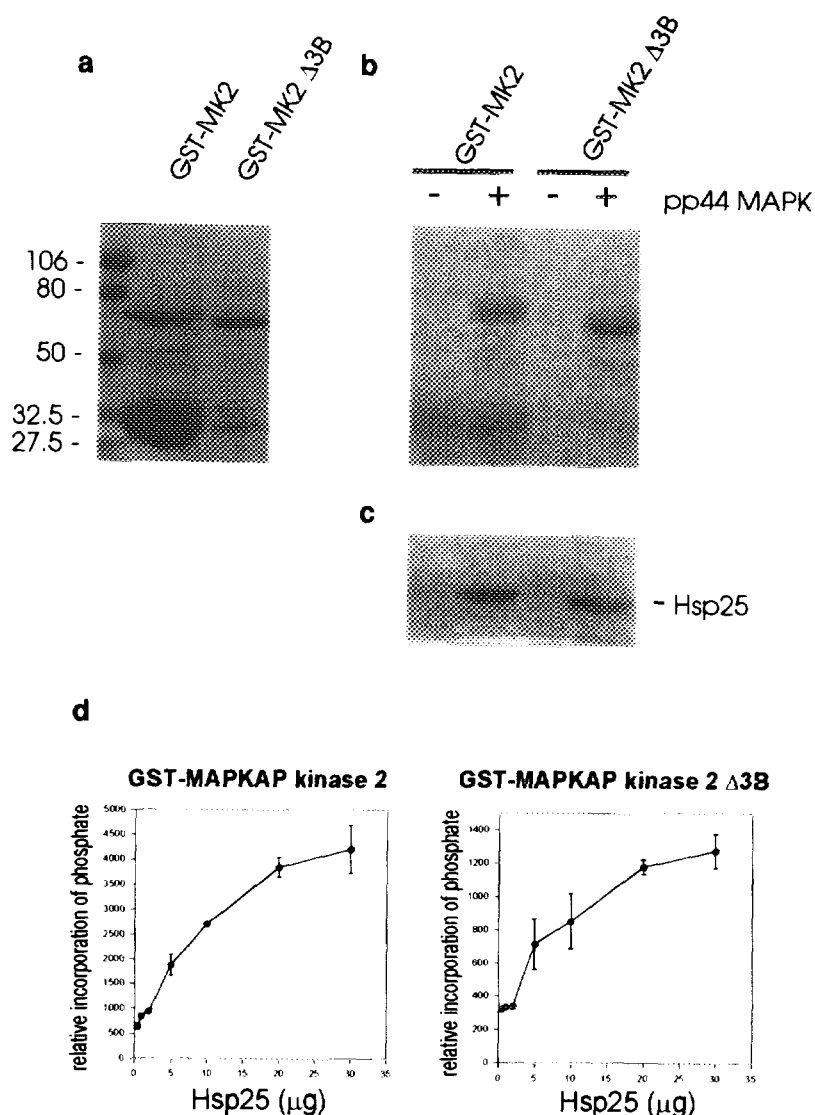 a
GST-MK2
GST-MK2 Δ3B
106 -
80 -
50 -
32.5 -
27.5 -
b
GST-MK2
GST-MK2 Δ3B
- + - + pp44 MAPK
c
- Hsp25
d
GST-MAPKAP kinase 2
relative incorporation of phosphate
5000
4500
4000
3500
3000
2500
2000
1500
1000
500
0
0 5 10 15 20 25 30 35
Hsp25 (µg)
GST-MAPKAP kinase 2 Δ3B
relative incorporation of phosphate
1400
1200
1000
800
600
400
200
0
0 5 10 15 20 25 30 35
Hsp25 (µg)